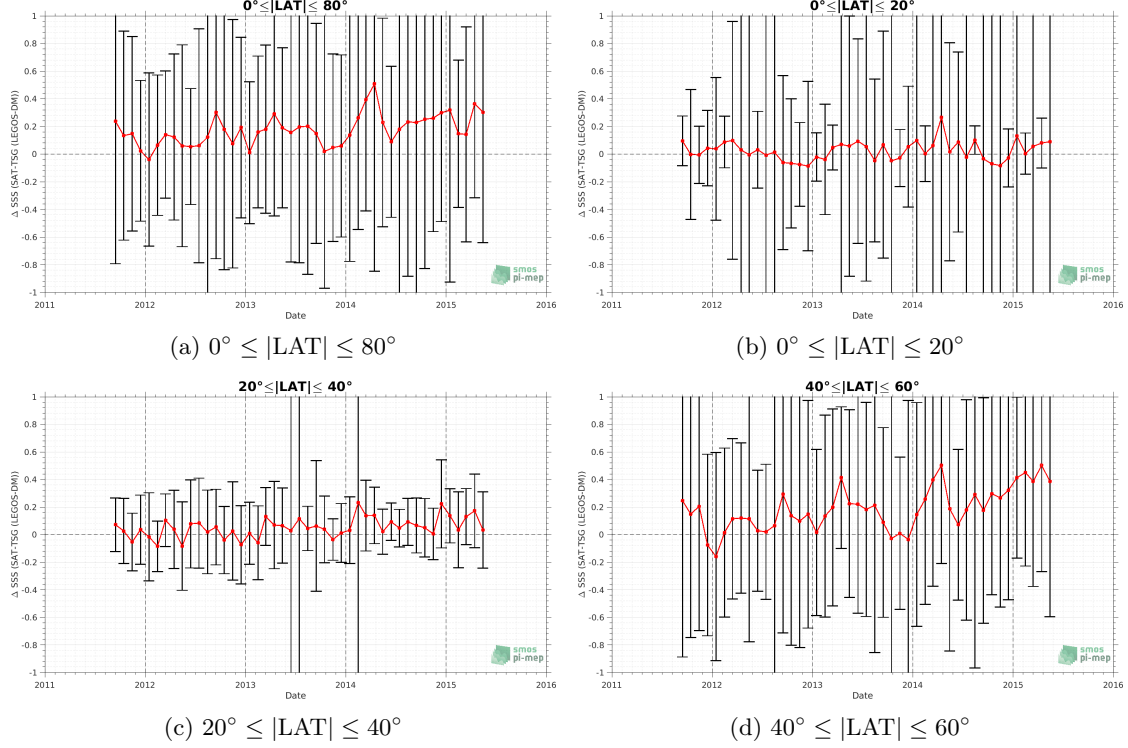 0°≤|LAT|≤ 80°
Δ SSS (SAT-TSG (LEGOS-DM))
1
0.8
0.6
0.4
0.2
0
-0.2
-0.4
-0.6
-0.8
-1
2011 2012 2013 2014 2015 2016
Date
smos
pi-mep
(a) 0° ≤ |LAT| ≤ 80°
0°≤|LAT|≤ 20°
Δ SSS (SAT-TSG (LEGOS-DM))
1
0.8
0.6
0.4
0.2
0
-0.2
-0.4
-0.6
-0.8
-1
2011 2012 2013 2014 2015 2016
Date
smos
pi-mep
(b) 0° ≤ |LAT| ≤ 20°
20°≤|LAT|≤ 40°
Δ SSS (SAT-TSG (LEGOS-DM))
1
0.8
0.6
0.4
0.2
0
-0.2
-0.4
-0.6
-0.8
-1
2011 2012 2013 2014 2015 2016
Date
smos
pi-mep
(c) 20° ≤ |LAT| ≤ 40°
40°≤|LAT|≤ 60°
Δ SSS (SAT-TSG (LEGOS-DM))
1
0.8
0.6
0.4
0.2
0
-0.2
-0.4
-0.6
-0.8
-1
2011 2012 2013 2014 2015 2016
Date
smos
pi-mep
(d) 40° ≤ |LAT| ≤ 60°